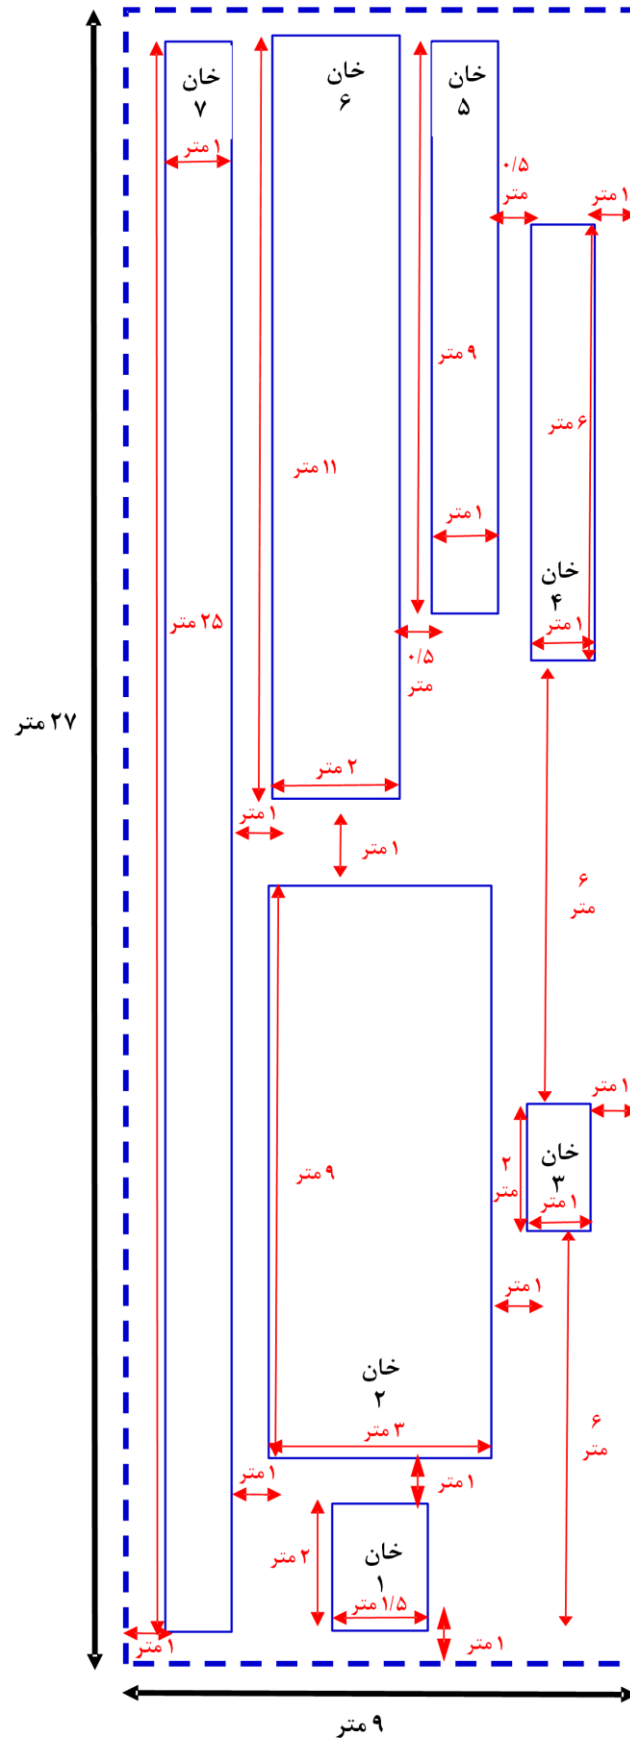 خان
۷
خان
۶
خان
۵
۱ متر
۰/۵
متر
۱ متر
۹ متر
۶ متر
۱۱ متر
۱ متر
خان
۴
۱ متر
۲۵ متر
۰/۵
متر
۲۷ متر
۲ متر
۱ متر
۱ متر
۶
متر
۱ متر
خان
۳
۲
متر
۱ متر
۹ متر
۱ متر
خان
۲
۳ متر
۶
متر
۱ متر
۱ متر
خان
۱
۲ متر
۱/۵ متر
۱ متر
۱ متر
۹ متر